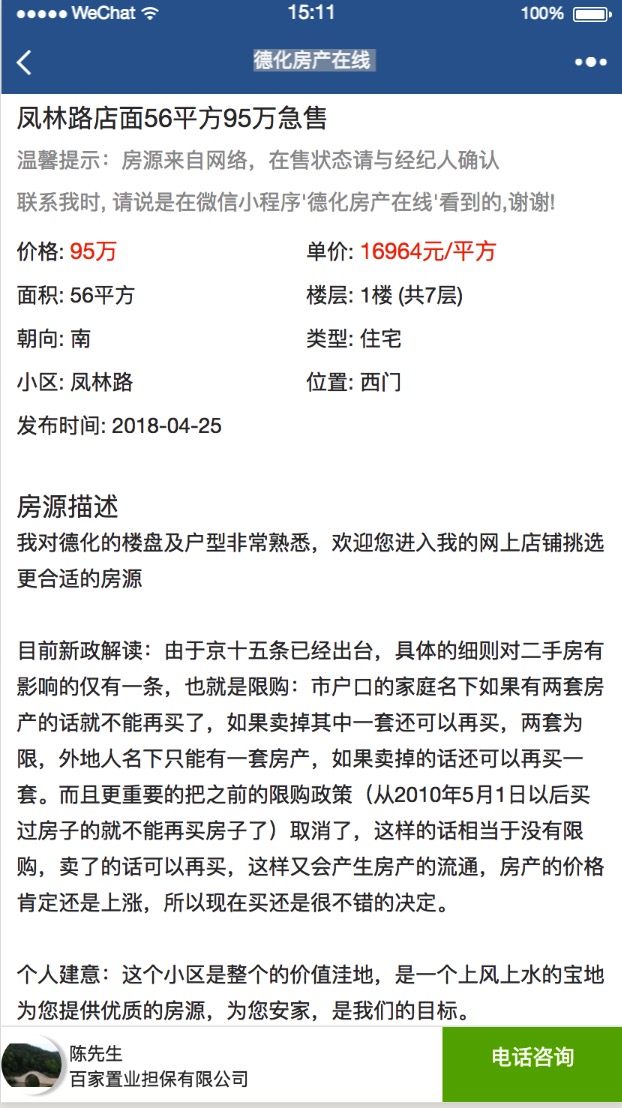 WeChat 15:11 100%
德化房产在线
凤林路店面56平方95万急售
温馨提示：房源来自网络，在售状态请与经纪人确认
联系我时, 请说是在微信小程序'德化房产在线'看到的,谢谢!
价格: 95万 单价: 16964元/平方
面积: 56平方 楼层: 1楼 (共7层)
朝向: 南 类型: 住宅
小区: 凤林路 位置: 西门
发布时间: 2018-04-25
房源描述
我对德化的楼盘及户型非常熟悉，欢迎您进入我的网上店铺挑选
更合适的房源
目前新政解读：由于京十五条已经出台，具体的细则对二手房有
影响的仅有一条，也就是限购：市户口的家庭名下如果有两套房
产的话就不能再买了，如果卖掉其中一套还可以再买，两套为
限，外地人名下只能有一套房产，如果卖掉的话还可以再买一
套。而且更重要的把之前的限购政策（从2010年5月1日以后买
过房子的就不能再买房子了）取消了，这样的话相当于没有限
购，卖了的话可以再买，这样又会产生房产的流通，房产的价格
肯定还是上涨，所以现在买还是很不错的决定。
个人建意：这个小区是整个的价值洼地，是一个上风上水的宝地
为您提供优质的房源，为您安家，是我们的目标。
陈先生
百家置业担保有限公司
电话咨询